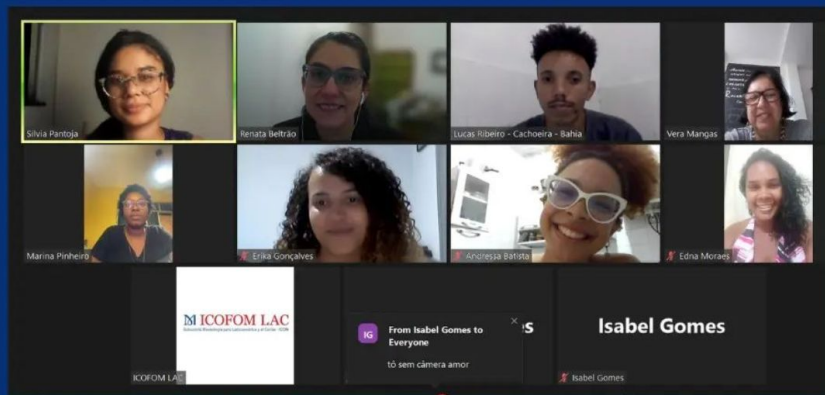 Silvia Pantoja
Renata Beltrão
Lucas Ribeiro - Cachoeira - Bahia
Vera Mangas
Marina Pinheiro
Erika Gonçalves
Andressa Batista
Edna Moraes
ICOFOM LAC
ICOFOM LAC
IG
From Isabel Gomes to
Everyone
tô sem câmera amor
Isabel Gomes
Isabel Gomes